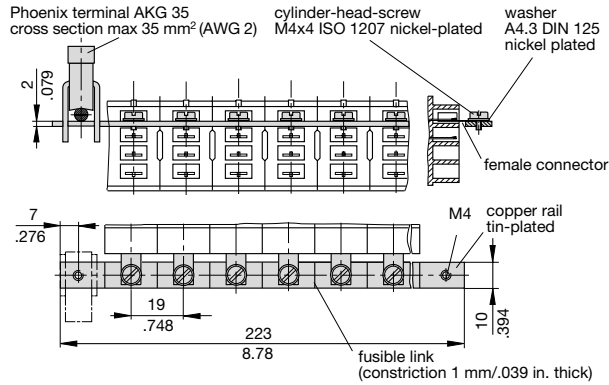 Phoenix terminal AKG 35
cross section max 35 mm² (AWG 2)
cylinder-head-screw
M4x4 ISO 1207 nickel-plated
washer
A4.3 DIN 125
nickel plated
2
.079
female connector
7
.276
M4
copper rail
tin-plated
19
.748
10
.394
223
8.78
fusible link
(constriction 1 mm/.039 in. thick)